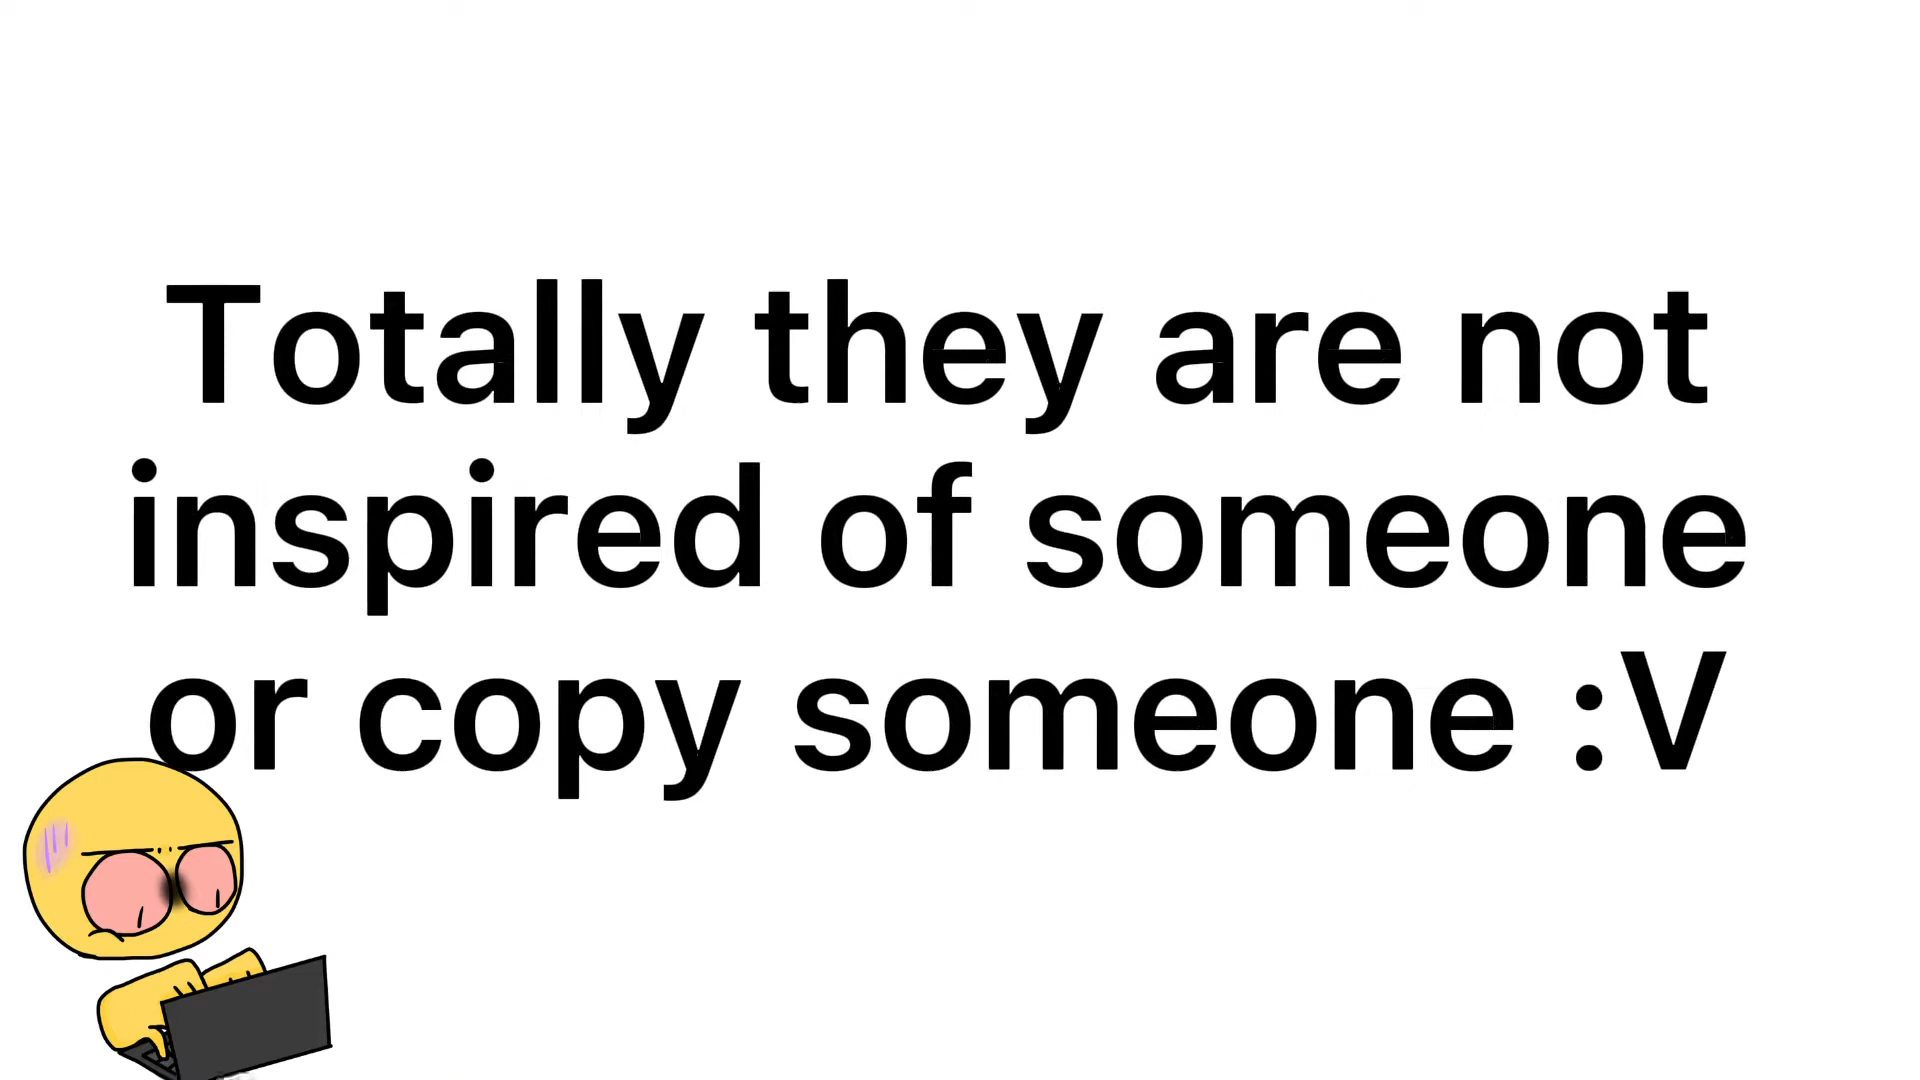 Totally they are not
inspired of someone
or copy someone :V